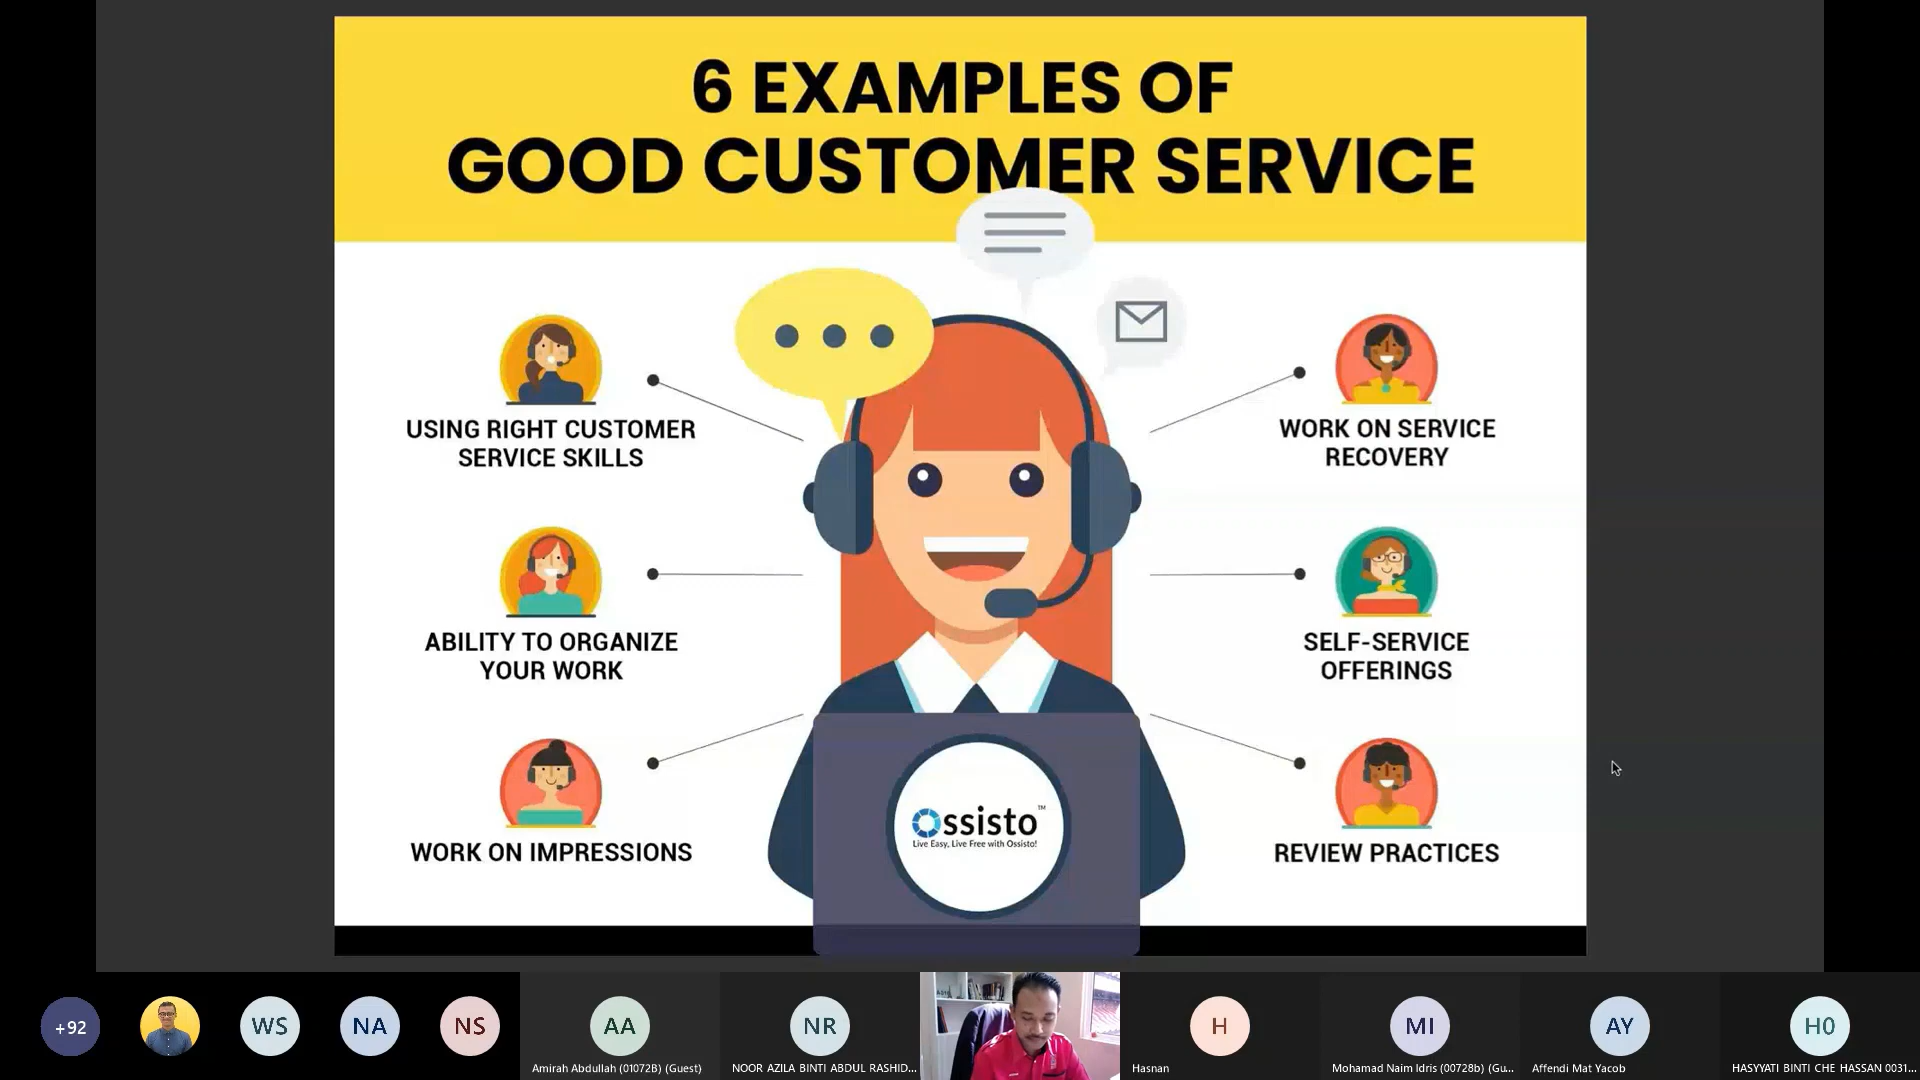 6 EXAMPLES OF
GOOD CUSTOMER SERVICE
USING RIGHT CUSTOMER
SERVICE SKILLS
WORK ON SERVICE
RECOVERY
ABILITY TO ORGANIZE
YOUR WORK
SELF-SERVICE
OFFERINGS
WORK ON IMPRESSIONS
REVIEW PRACTICES
Ossisto™
Live Easy, Live Free with Ossisto!
+92
WS
NA
NS
AA
NR
H
MI
AY
H0
Amirah Abdullah (01072B) (Guest)
NOOR AZILA BINTI ABDUL RASHID...
Hasnan
Mohamad Naim Idris (00728b) (Gu...
Affendi Mat Yacob
HASYYATI BINTI CHE HASSAN 0031...